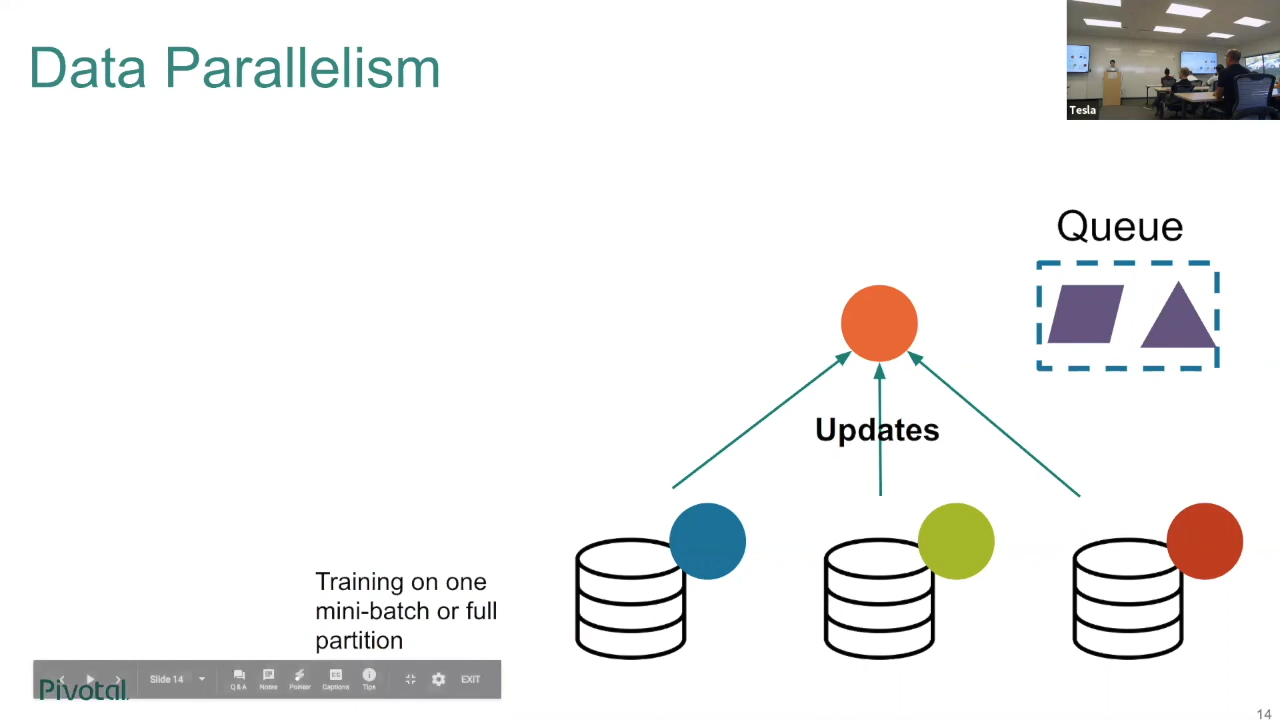 Data Parallelism
Tesla
Queue
Updates
Training on one
mini-batch or full
partition
Slide 14
Q & A
Notes
Pointer
Captions
Tips
EXIT
Pivotal
14